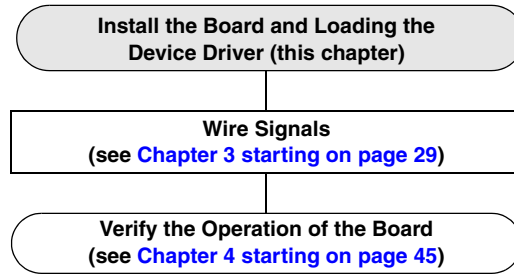 Install the Board and Loading the
Device Driver (this chapter)
Wire Signals
(see Chapter 3 starting on page 29)
Verify the Operation of the Board
(see Chapter 4 starting on page 45)